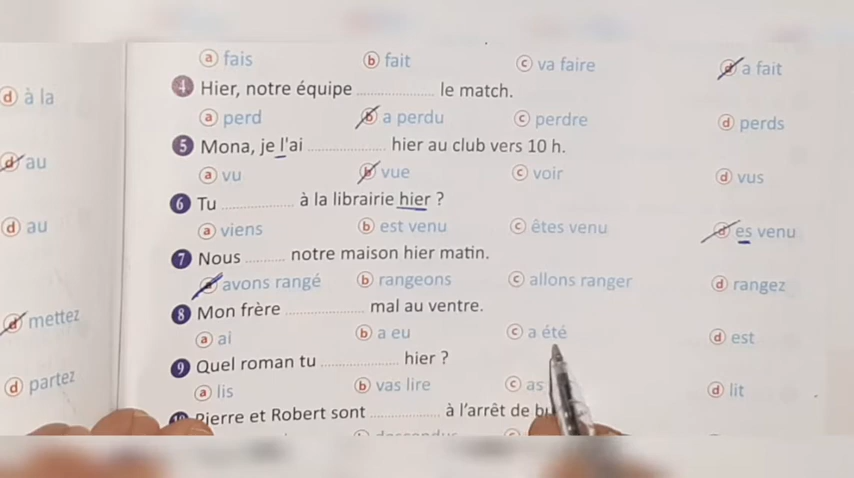 a fais b fait c va faire d a fait
d à la
4 Hier, notre équipe .................... le match.
a perd b a perdu c perdre d perds
5 Mona, je l'ai .................... hier au club vers 10 h.
d au
a vu b vue c voir d vus
6 Tu .................... à la librairie hier ?
d au
a viens b est venu c êtes venu d es venu
7 Nous .......... notre maison hier matin.
a avons rangé b rangeons c allons ranger d rangez
8 Mon frère .................... mal au ventre.
d mettez
a ai b a eu c a été d est
9 Quel roman tu .................... hier ?
d partez
a lis b vas lire c as d lit
10 Pierre et Robert sont .................... à l'arrêt de